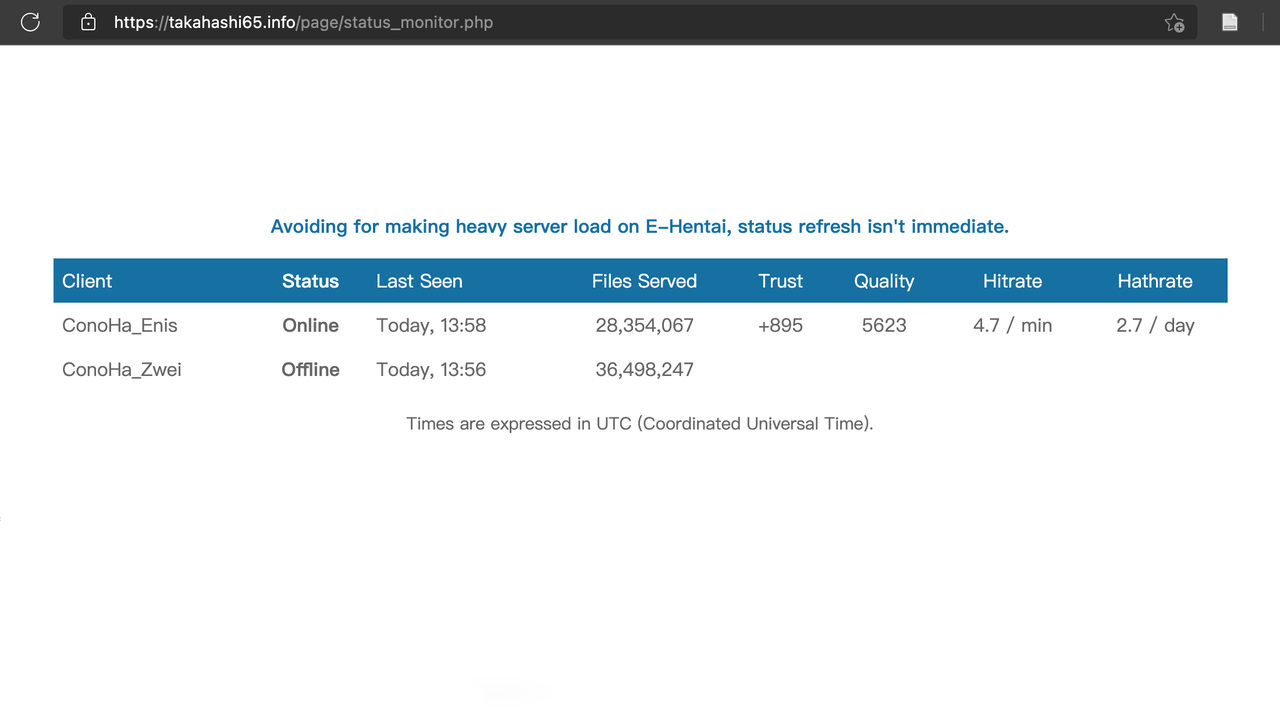 https://takahashi65.info/page/status_monitor.php
Avoiding for making heavy server load on E-Hentai, status refresh isn't immediate.
Client Status Last Seen Files Served Trust Quality Hitrate Hathrate
ConoHa_Enis Online Today, 13:58 28,354,067 +895 5623 4.7 / min 2.7 / day
ConoHa_Zwei Offline Today, 13:56 36,498,247
Times are expressed in UTC (Coordinated Universal Time).